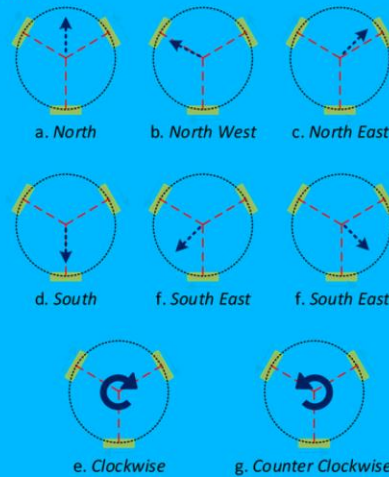 a. North
b. North West
c. North East
d. South
f. South East
f. South East
e. Clockwise
g. Counter Clockwise